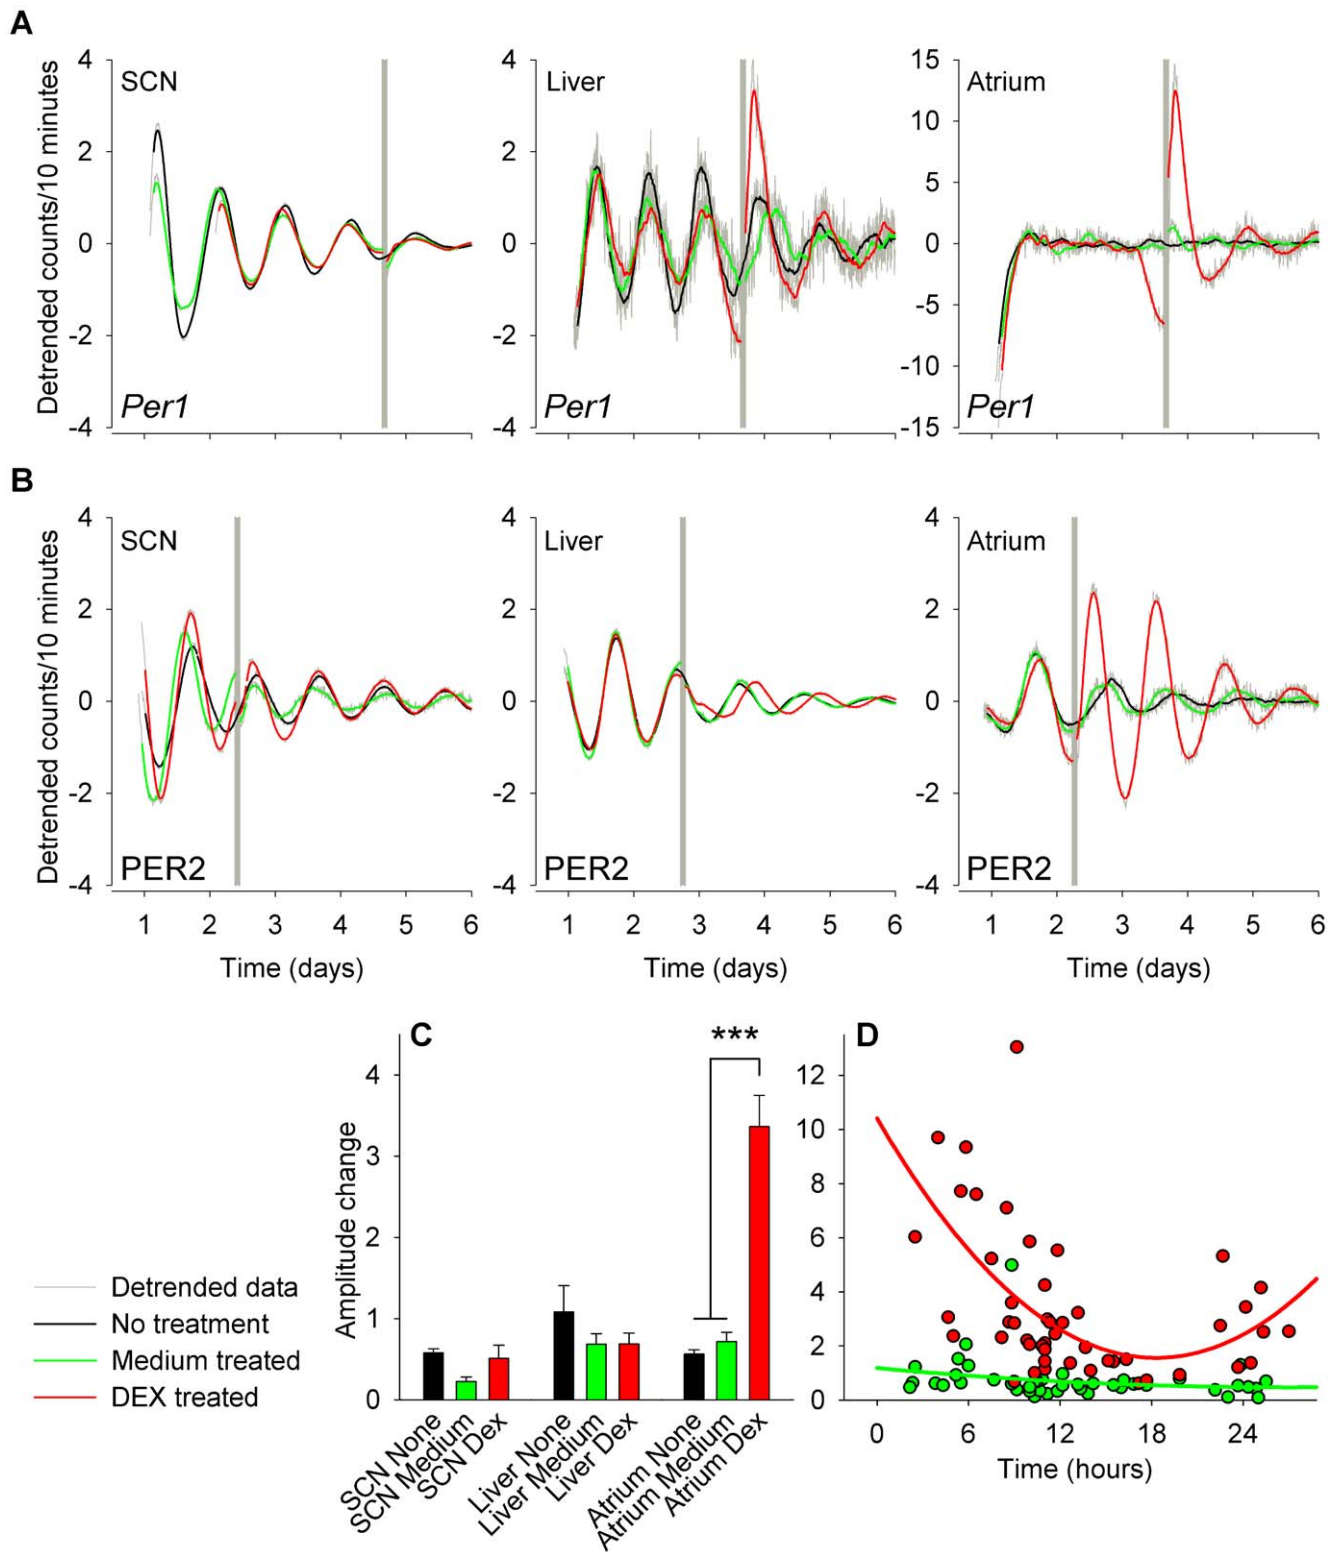 A
Detrended counts/10 minutes
4
2
0
-2
-4
SCN
Per1
4
2
0
-2
-4
Liver
Per1
15
10
5
0
-5
-10
-15
Atrium
Per1
B
Detrended counts/10 minutes
4
2
0
-2
-4
SCN
PER2
1 2 3 4 5 6
Time (days)
4
2
0
-2
-4
Liver
PER2
1 2 3 4 5 6
Time (days)
4
2
0
-2
-4
Atrium
PER2
1 2 3 4 5 6
Time (days)
Detrended data
No treatment
Medium treated
DEX treated
C
***
Amplitude change
4
3
2
1
0
SCN None
SCN Medium
SCN Dex
Liver None
Liver Medium
Liver Dex
Atrium None
Atrium Medium
Atrium Dex
D
12
10
8
6
4
2
0
0 6 12 18 24
Time (hours)